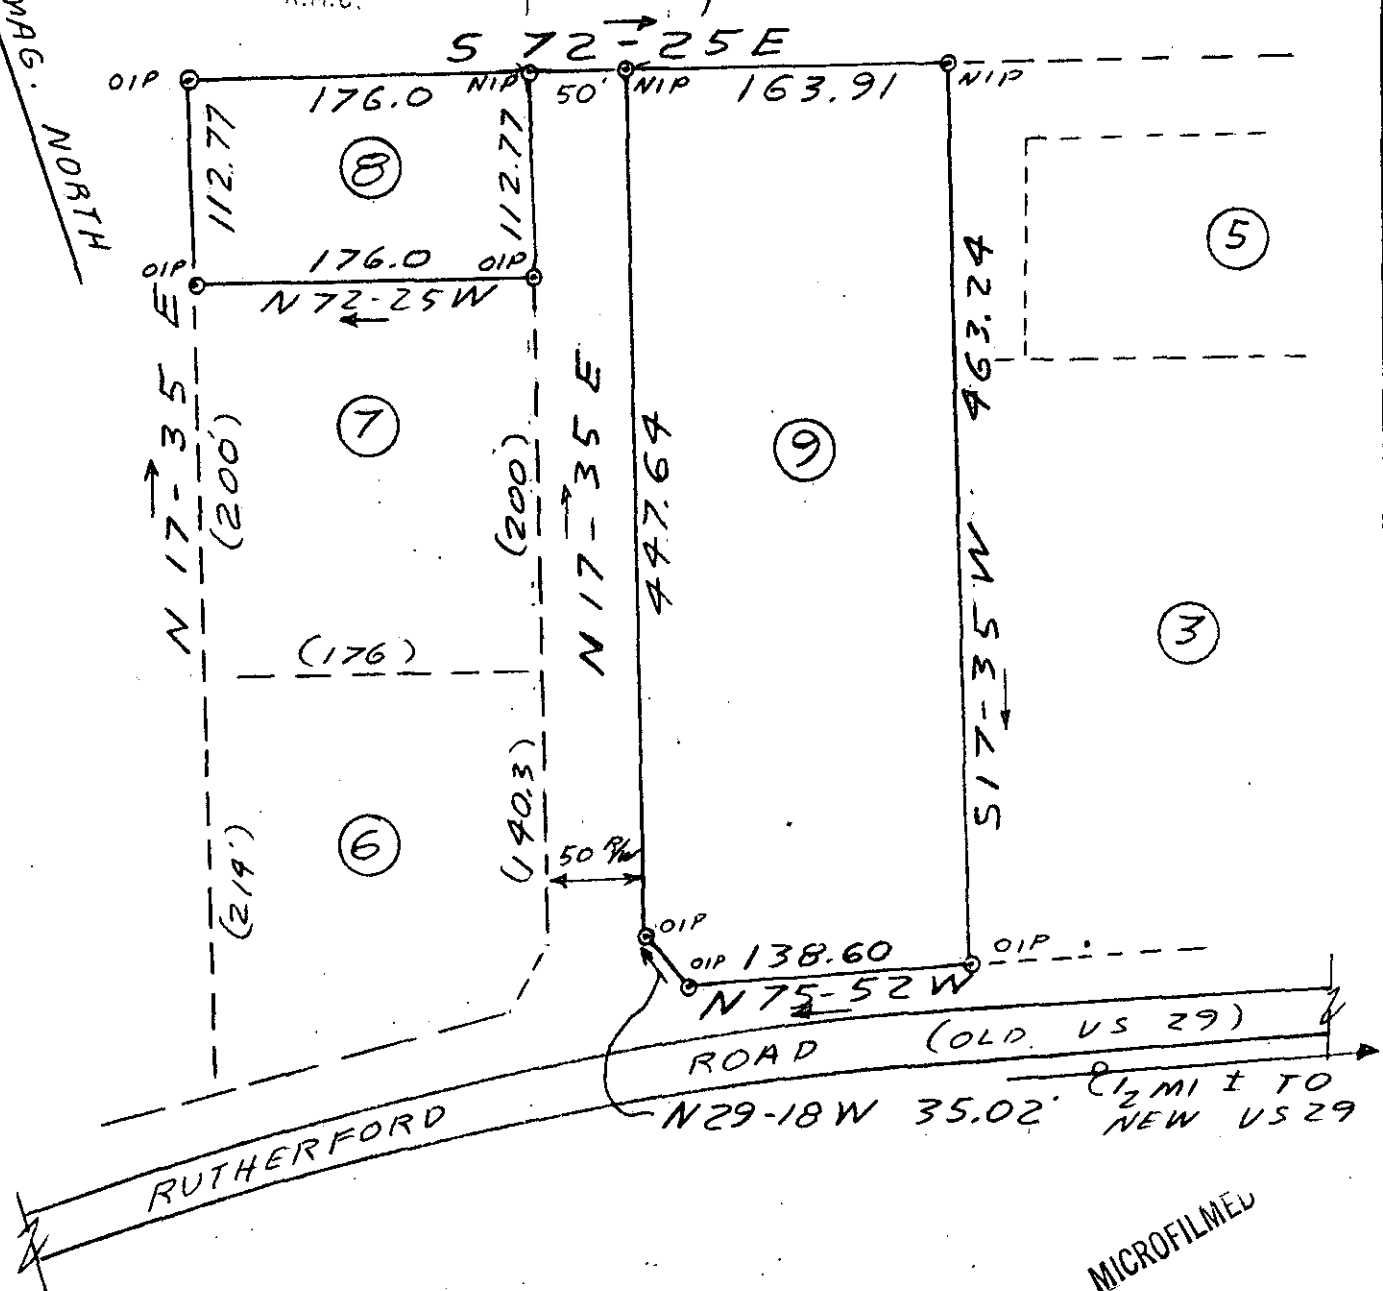 R.M.C.
MAG. NORTH
S 72-25 E
OIP
176.0
NIP
50'
NIP
163.91
NIP
112.77
8
112.77
5
OIP
176.0
OIP
N 72-25 W
463.24
N 17-35 E
(200')
7
(200)
N 17-35 E
447.64
9
S 17-35 W
3
(176)
(214')
6
(140.3)
50 R/W
OIP
OIP
138.60
OIP
N 75-52 W
RUTHERFORD ROAD (OLD US 29)
N 29-18 W 35.02'
1/2 MI ± TO
NEW US 29
MICROFILMED